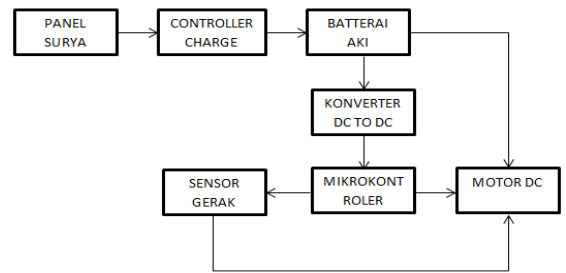 PANEL
SURYA
CONTROLLER
CHARGE
BATTERAI
AKI
KONVERTER
DC TO DC
SENSOR
GERAK
MIKROKONT
ROLER
MOTOR DC